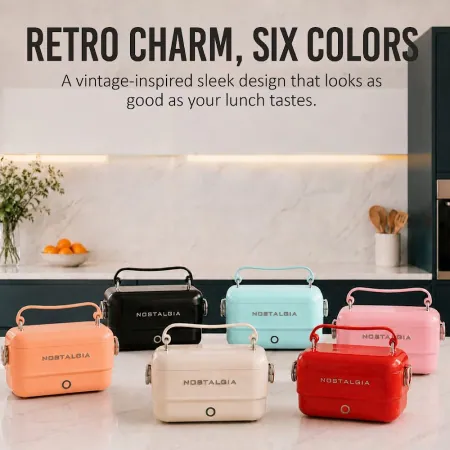 RETRO CHARM, SIX COLORS
A vintage-inspired sleek design that looks as
good as your lunch tastes.
NOSTALGIA
NOSTALGIA
NOSTALGIA
NOSTALGIA
NOSTALGIA
NOSTALGIA